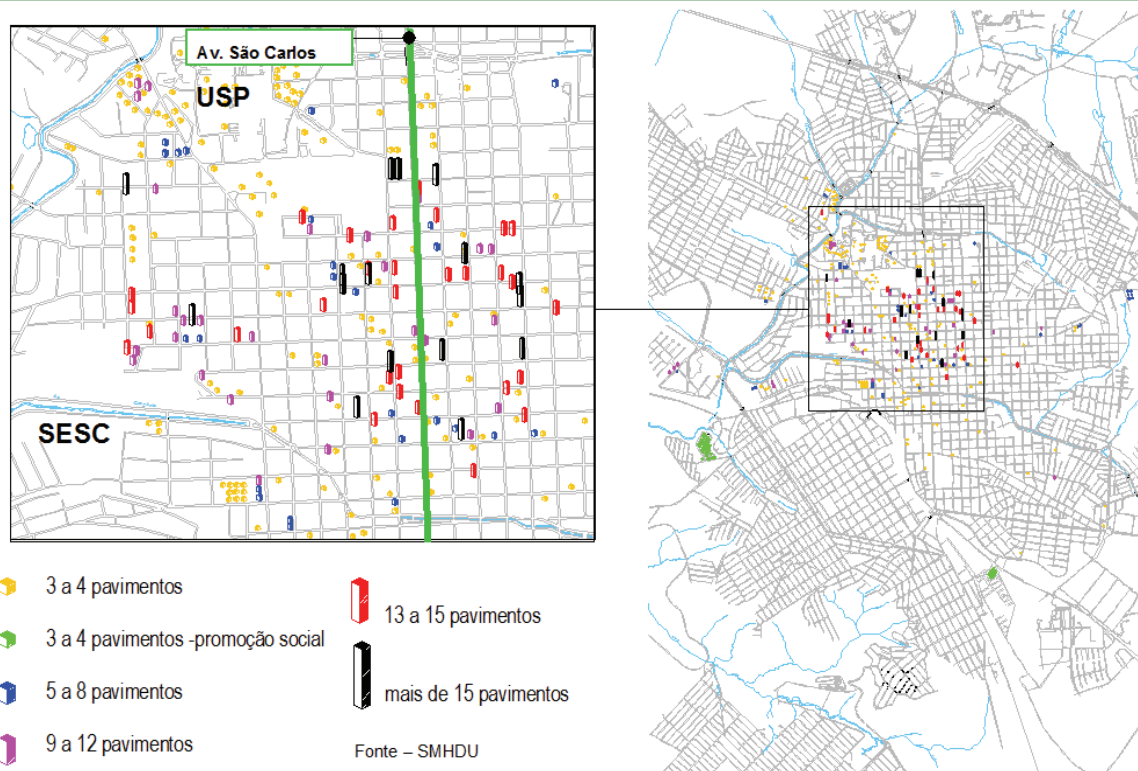 Av. São Carlos
USP
SESC
3 a 4 pavimentos
3 a 4 pavimentos -promoção social
5 a 8 pavimentos
9 a 12 pavimentos
13 a 15 pavimentos
mais de 15 pavimentos
Fonte – SMHDU